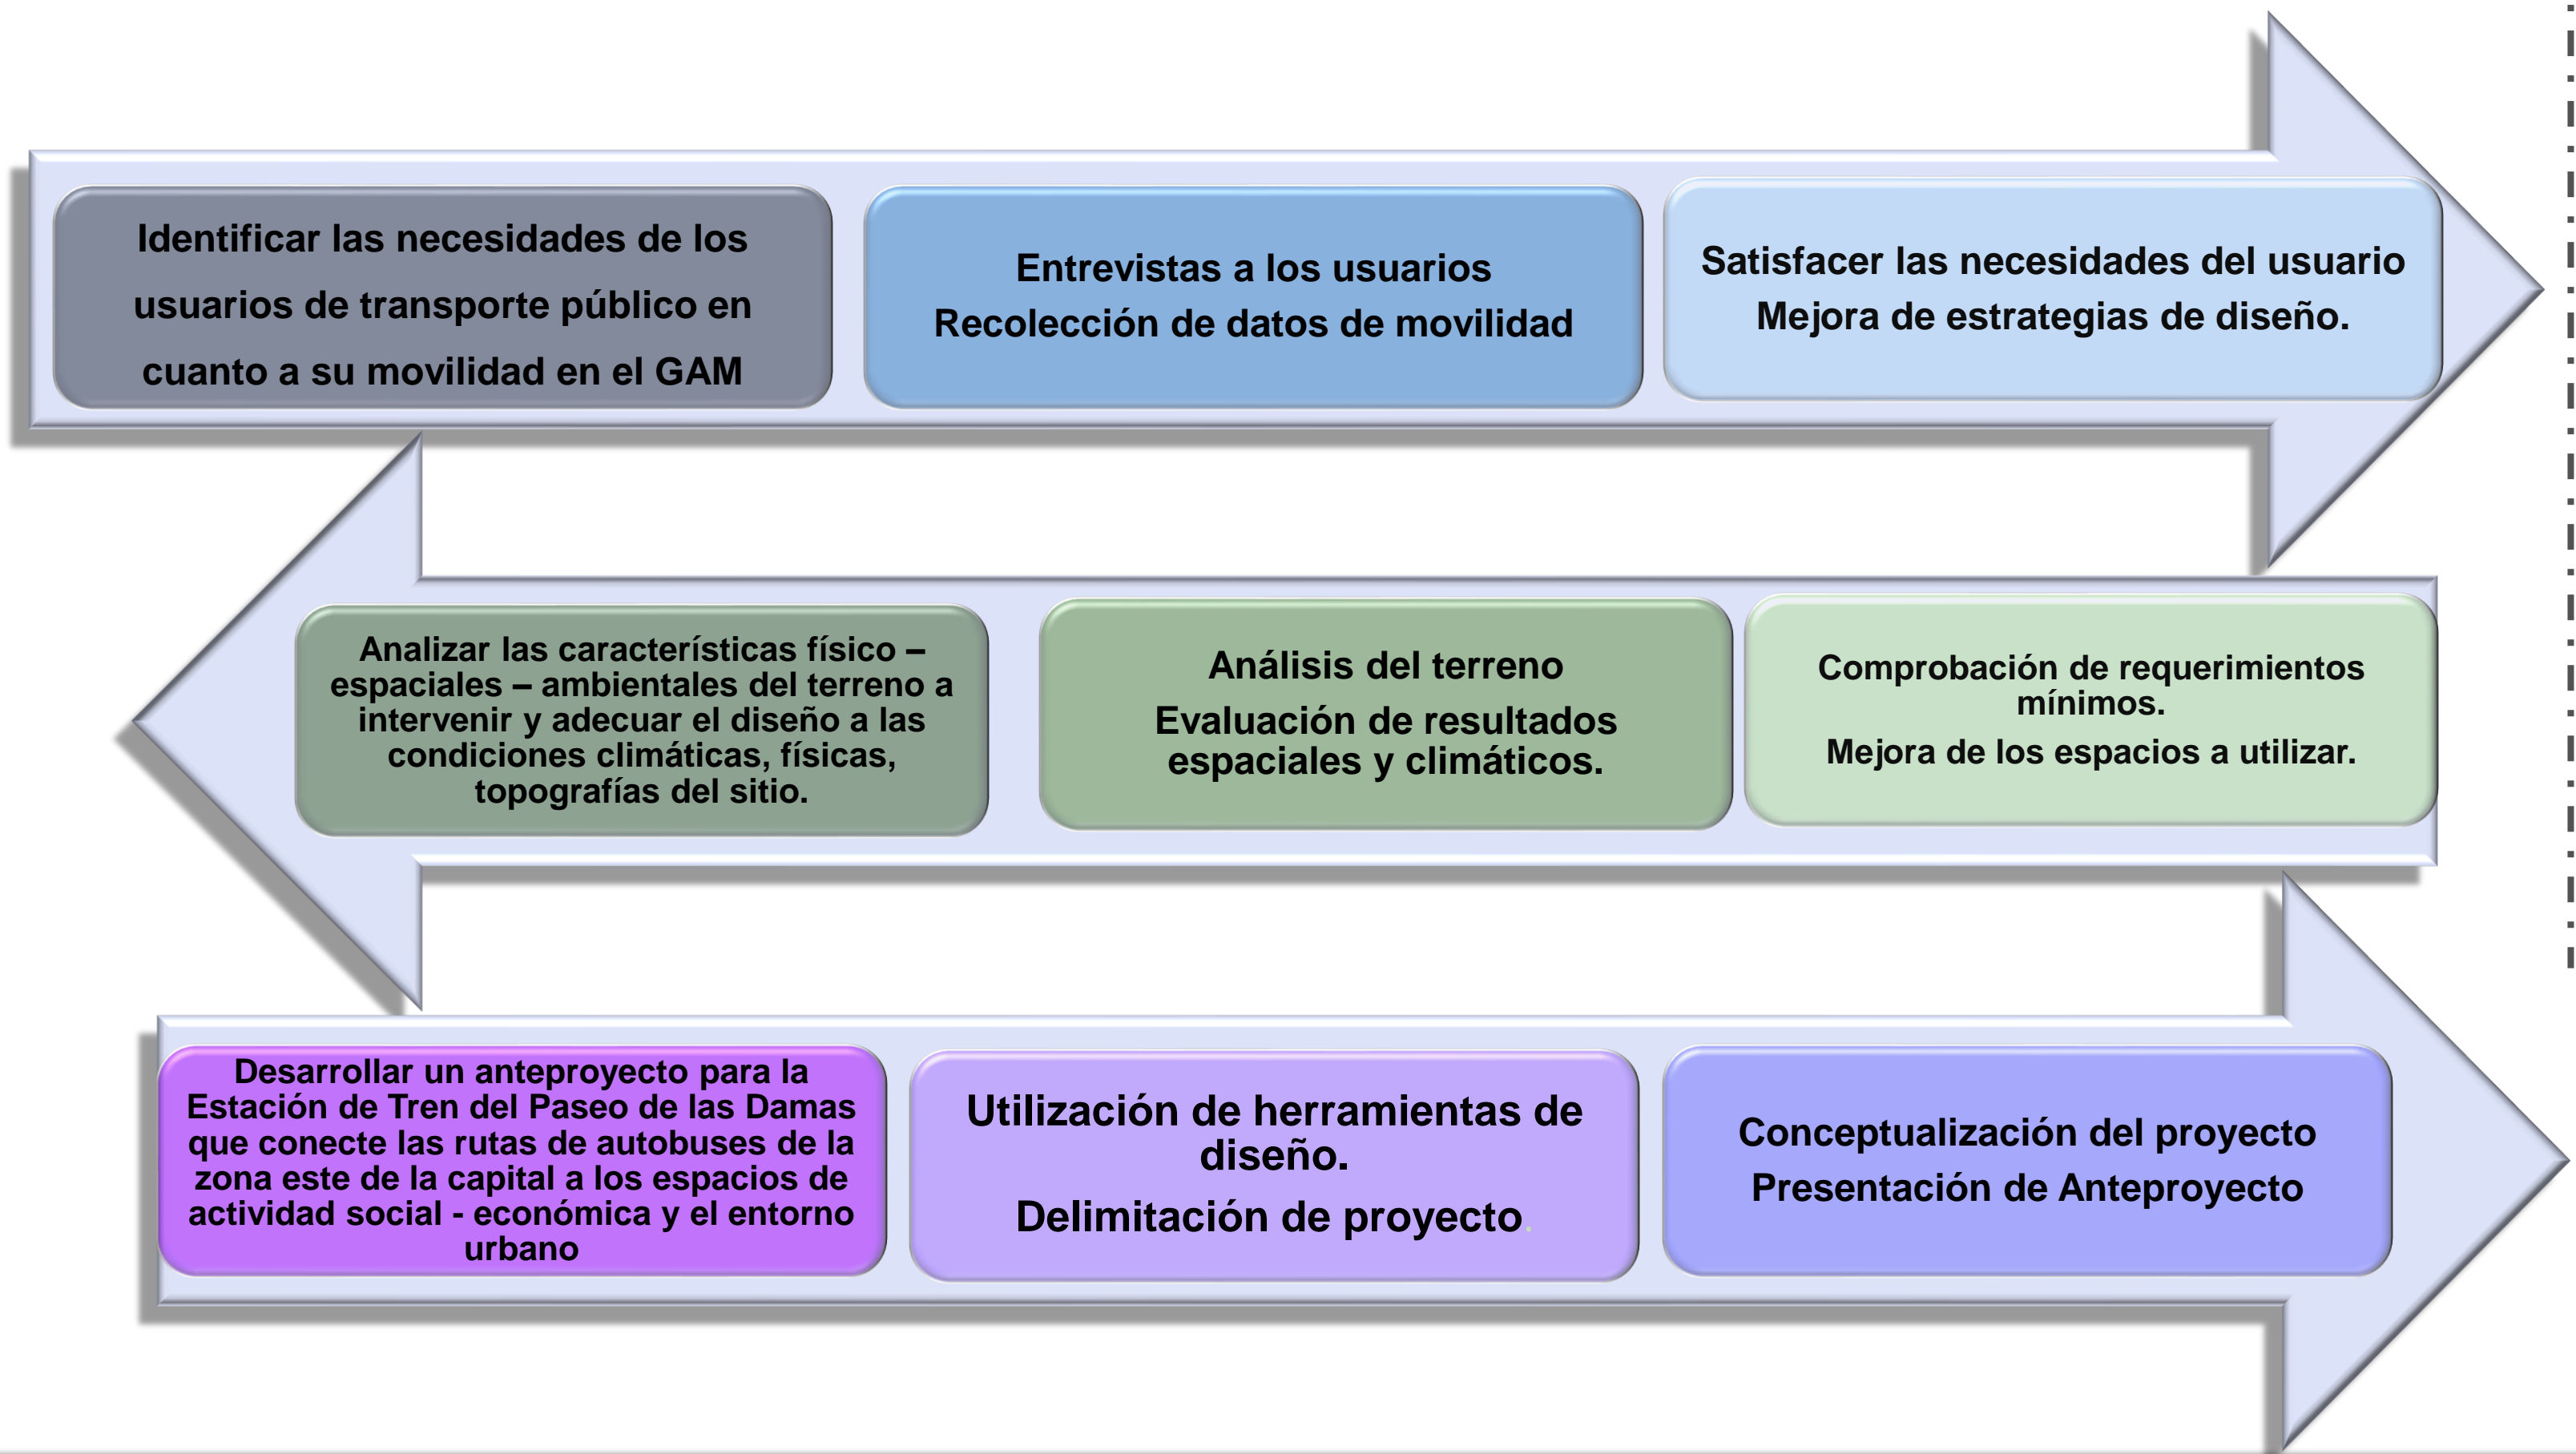 Identificar las necesidades de los
usuarios de transporte público en
cuanto a su movilidad en el GAM
Entrevistas a los usuarios
Recolección de datos de movilidad
Satisfacer las necesidades del usuario
Mejora de estrategias de diseño.
Analizar las características físico –
espaciales – ambientales del terreno a
intervenir y adecuar el diseño a las
condiciones climáticas, físicas,
topografías del sitio.
Análisis del terreno
Evaluación de resultados
espaciales y climáticos.
Comprobación de requerimientos
mínimos.
Mejora de los espacios a utilizar.
Desarrollar un anteproyecto para la
Estación de Tren del Paseo de las Damas
que conecte las rutas de autobuses de la
zona este de la capital a los espacios de
actividad social - económica y el entorno
urbano
Utilización de herramientas de
diseño.
Delimitación de proyecto.
Conceptualización del proyecto
Presentación de Anteproyecto